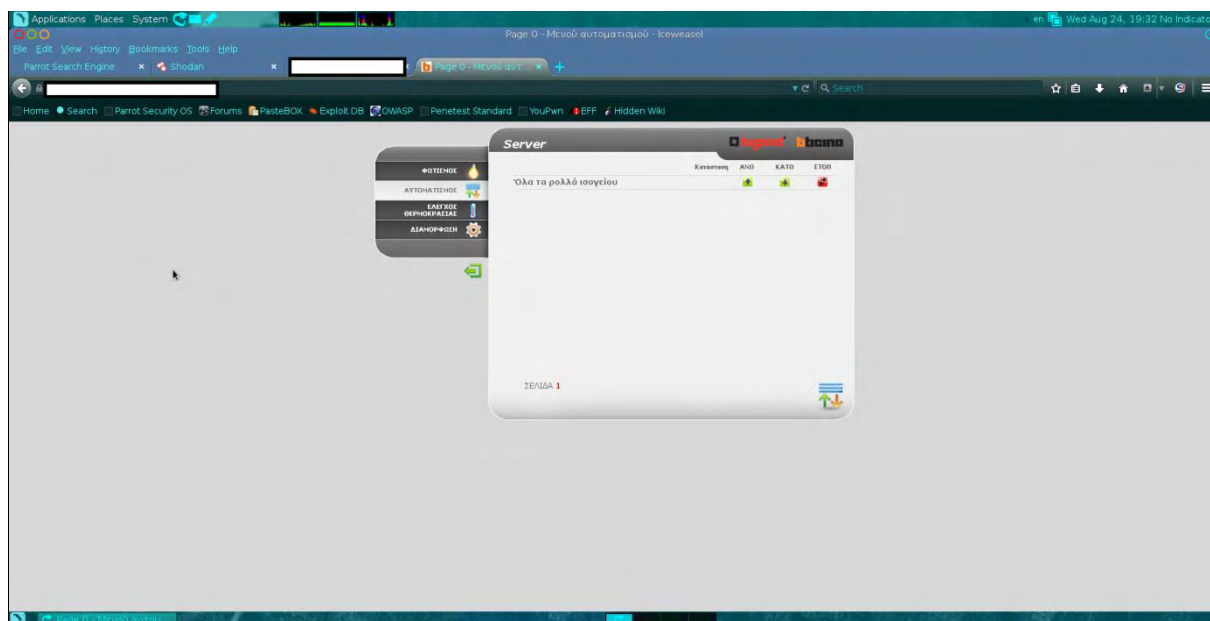 Applications Places System
en Wed Aug 24, 19:32 No Indicato
Page 0 - Μενού αυτοματισμού - Iceweasel
File Edit View History Bookmarks Tools Help
Parrot Search Engine
Shodan
Page 0 - Μενού αυτ...
Search
Home Search Parrot Security OS Forums PasteBOX Exploit DB OWASP Penetest Standard YouPwn EFF Hidden Wiki
Server
legrand bticino
ΦΩΤΙΣΜΟΣ
ΑΥΤΟΜΑΤΙΣΜΟΣ
ΕΛΕΓΧΟΣ
ΘΕΡΜΟΚΡΑΣΙΑΣ
ΔΙΑΜΟΡΦΩΣΗ
Κατάσταση ΑΝΩ ΚΑΤΩ ΣΤΟΠ
Όλα τα ρολλά ισογείου
ΣΕΛΙΔΑ 1